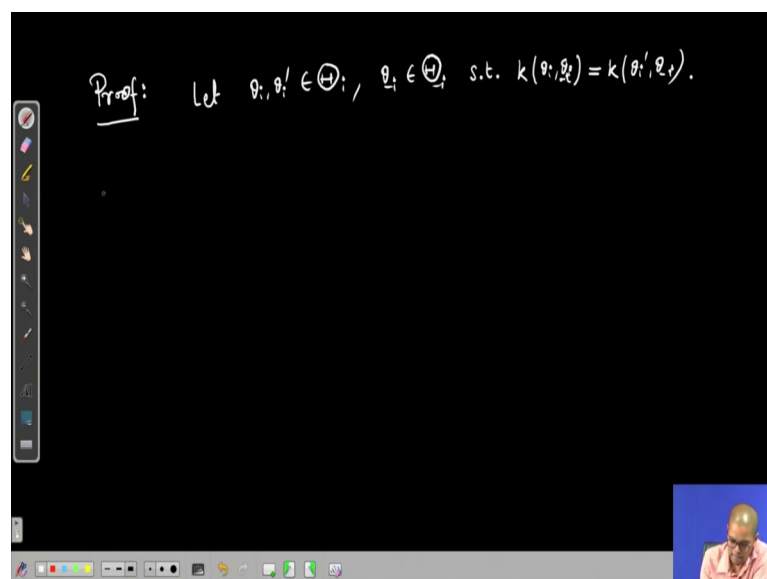 Proof: Let θi, θi' ∈ Θi, θ-i ∈ Θ-i s.t. k(θi, θ-i) = k(θi', θ-i).